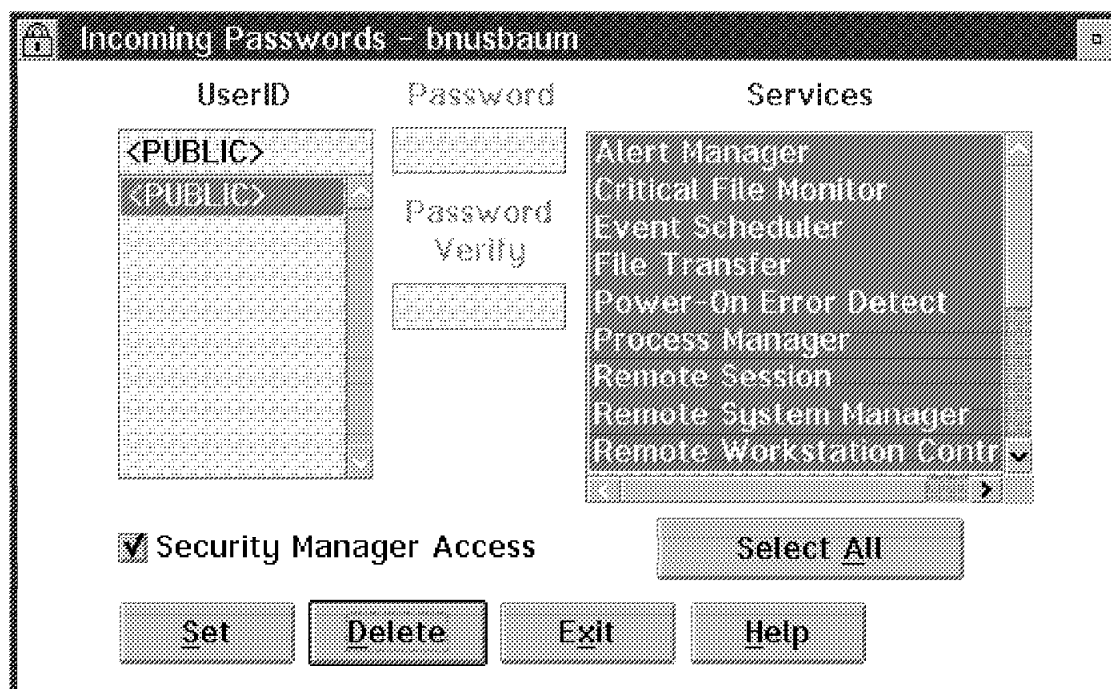 Incoming Passwords - bnusbaum
UserID
Password
Services
<PUBLIC>
<PUBLIC>
Password
Verify
Alert Manager
Critical File Monitor
Event Scheduler
File Transfer
Power-On Error Detect
Process Manager
Remote Session
Remote System Manager
Remote Workstation Contr
Security Manager Access
Select All
Set
Delete
Exit
Help